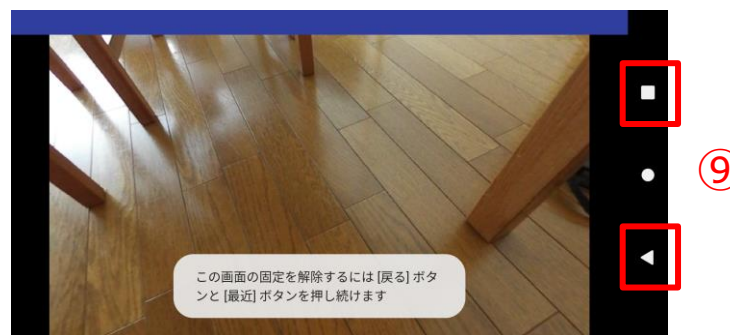 この画面の固定を解除するには [戻る] ボタ
ンと [最近] ボタンを押し続けます
⑨